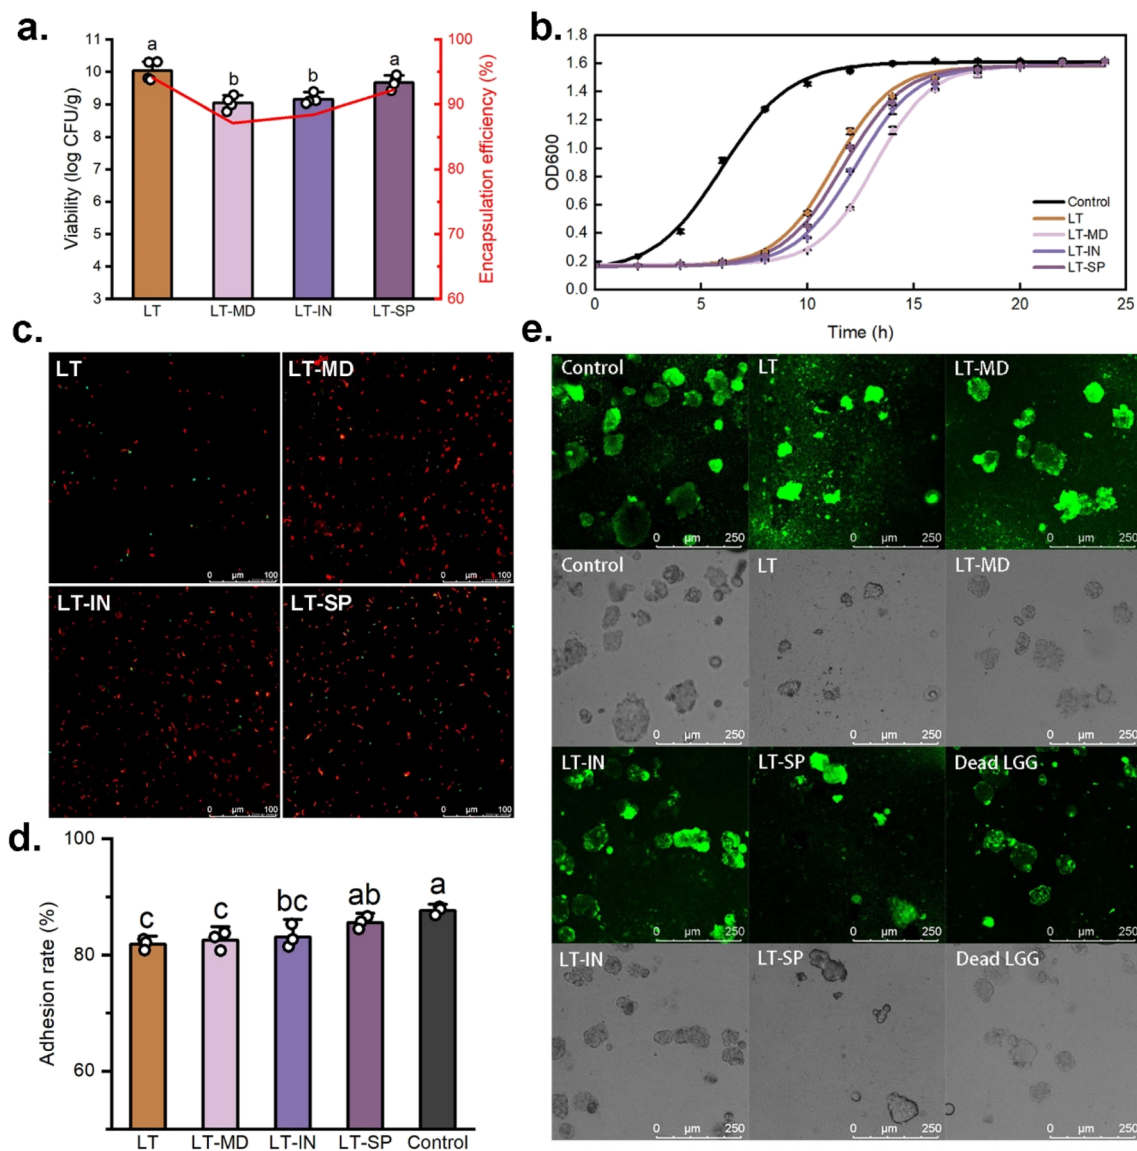 a.
11
10
9
8
7
6
5
4
3
Viability (log CFU/g)
a
b
b
a
100
90
80
70
60
Encapsulation efficiency (%)
LT
LT-MD
LT-IN
LT-SP
b.
1.8
1.6
1.4
1.2
1.0
0.8
0.6
0.4
0.2
0.0
OD600
0
5
10
15
20
25
Time (h)
Control
LT
LT-MD
LT-IN
LT-SP
c.
LT
LT-MD
0 µm 100
0 µm 100
LT-IN
LT-SP
0 µm 100
0 µm 100
d.
100
80
60
Adhesion rate (%)
c
c
bc
ab
a
LT
LT-MD
LT-IN
LT-SP
Control
e.
Control
LT
LT-MD
0 µm 250
0 µm 250
0 µm 250
Control
LT
LT-MD
0 µm 250
0 µm 250
0 µm 250
LT-IN
LT-SP
Dead LGG
0 µm 250
0 µm 250
0 µm 250
LT-IN
LT-SP
Dead LGG
0 µm 250
0 µm 250
0 µm 250